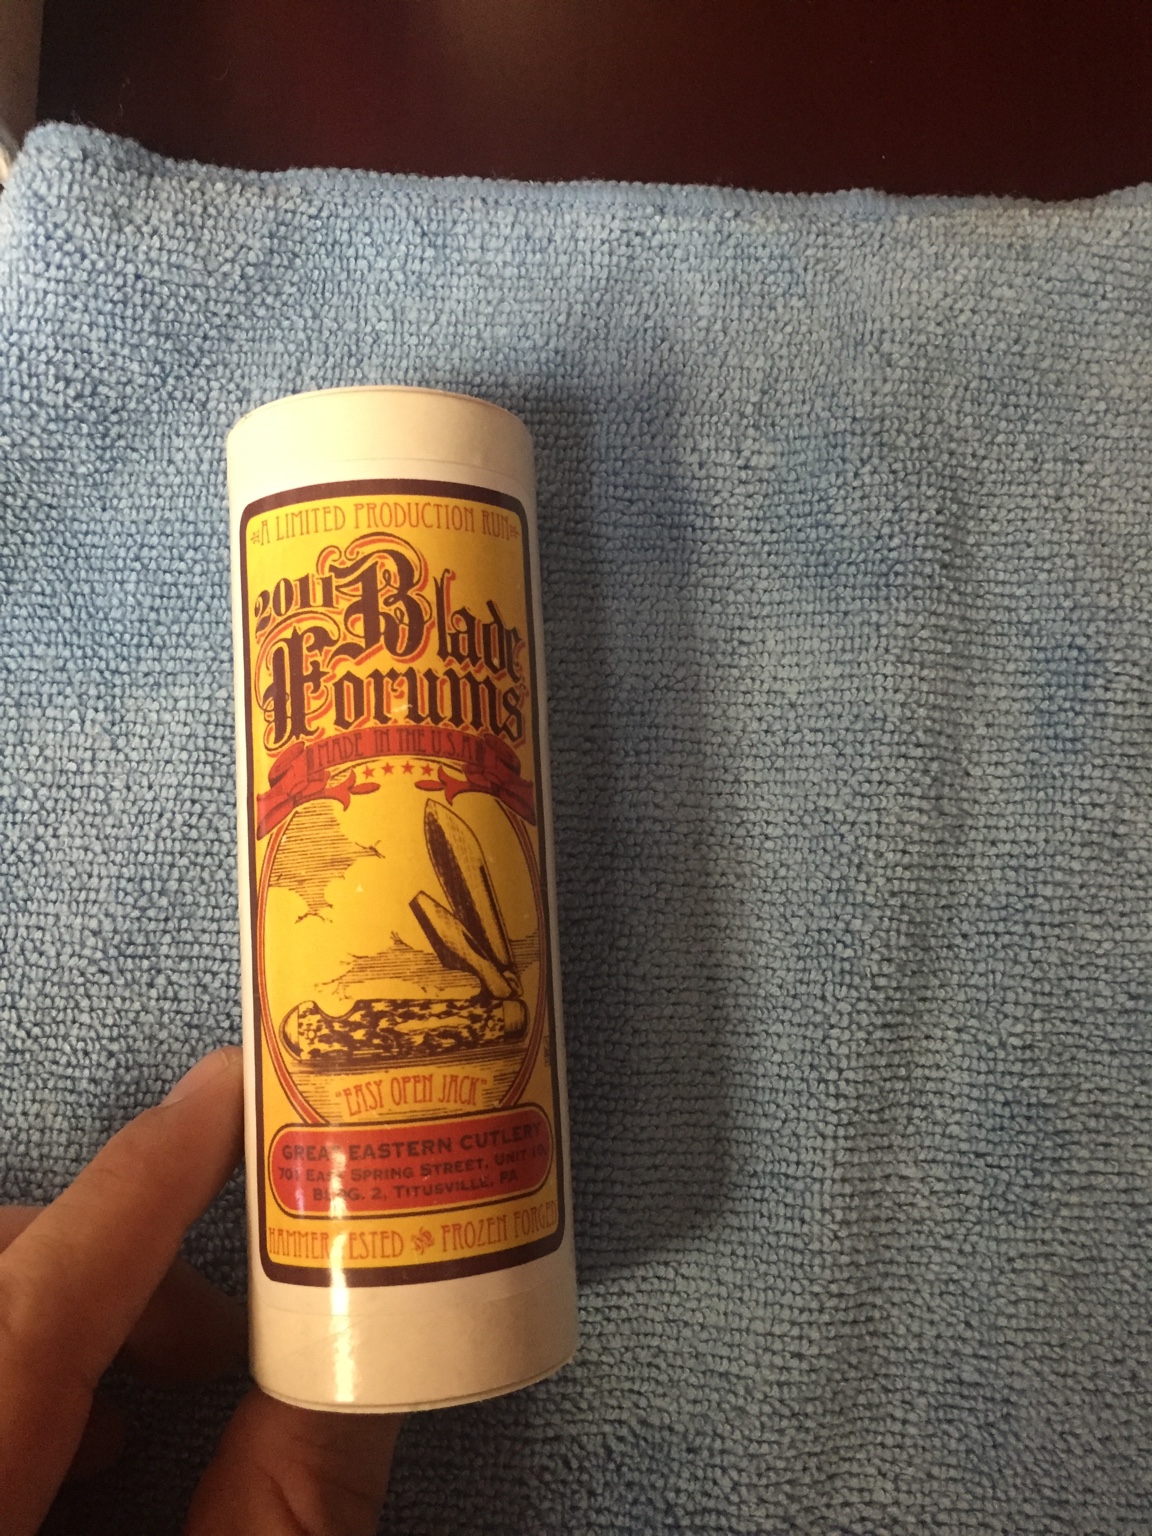 A LIMITED PRODUCTION RUN
2011 Blade
Forums
MADE IN THE U.S.A
"EASY OPEN JACK"
GREAT EASTERN CUTLERY
701 EAST SPRING STREET, UNIT 10,
BLDG. 2, TITUSVILLE, PA
HAMMER TESTED FROZEN FORGED